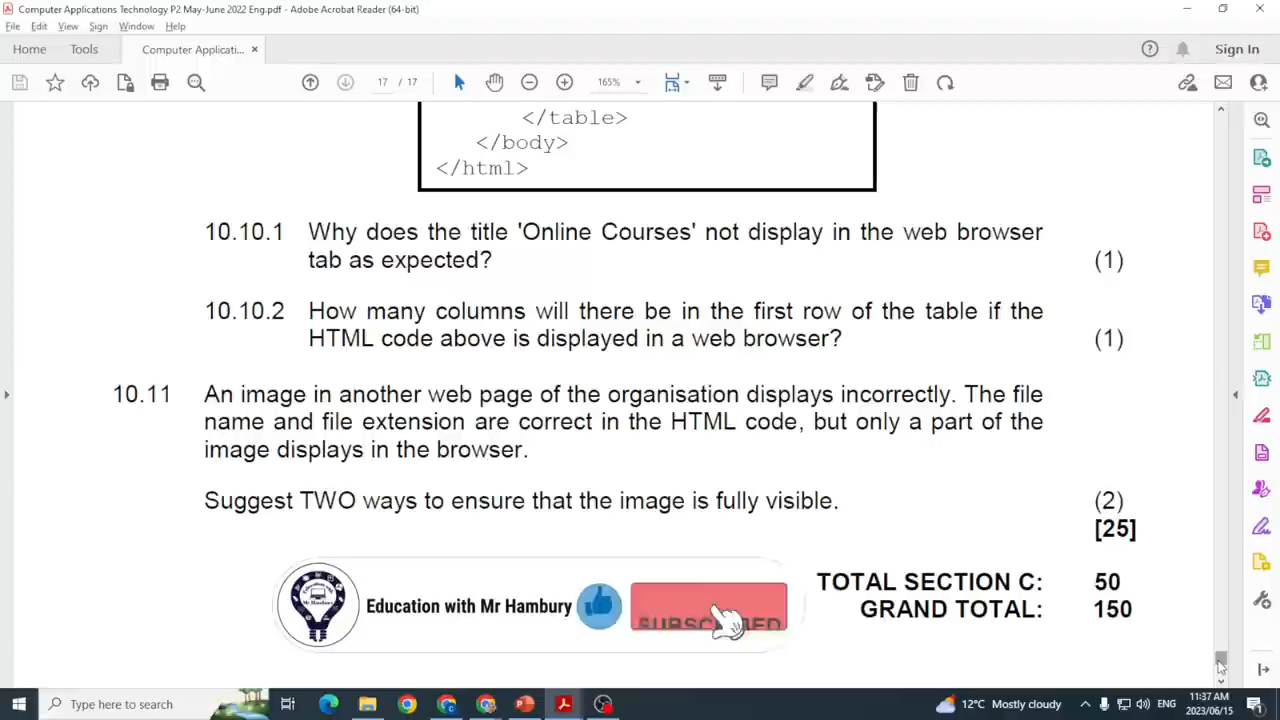 Computer Applications Technology P2 May-June 2022 Eng.pdf - Adobe Acrobat Reader (64-bit)
File Edit View Sign Window Help
Home Tools Computer Applicati... × Sign In
17 / 17 165%
</table>
</body>
</html>
10.10.1 Why does the title 'Online Courses' not display in the web browser
tab as expected? (1)
10.10.2 How many columns will there be in the first row of the table if the
HTML code above is displayed in a web browser? (1)
10.11 An image in another web page of the organisation displays incorrectly. The file
name and file extension are correct in the HTML code, but only a part of the
image displays in the browser.
Suggest TWO ways to ensure that the image is fully visible. (2)
[25]
TOTAL SECTION C: 50
Education with Mr Hambury
GRAND TOTAL: 150
Type here to search
12°C Mostly cloudy ENG 11:37 AM
2023/06/15